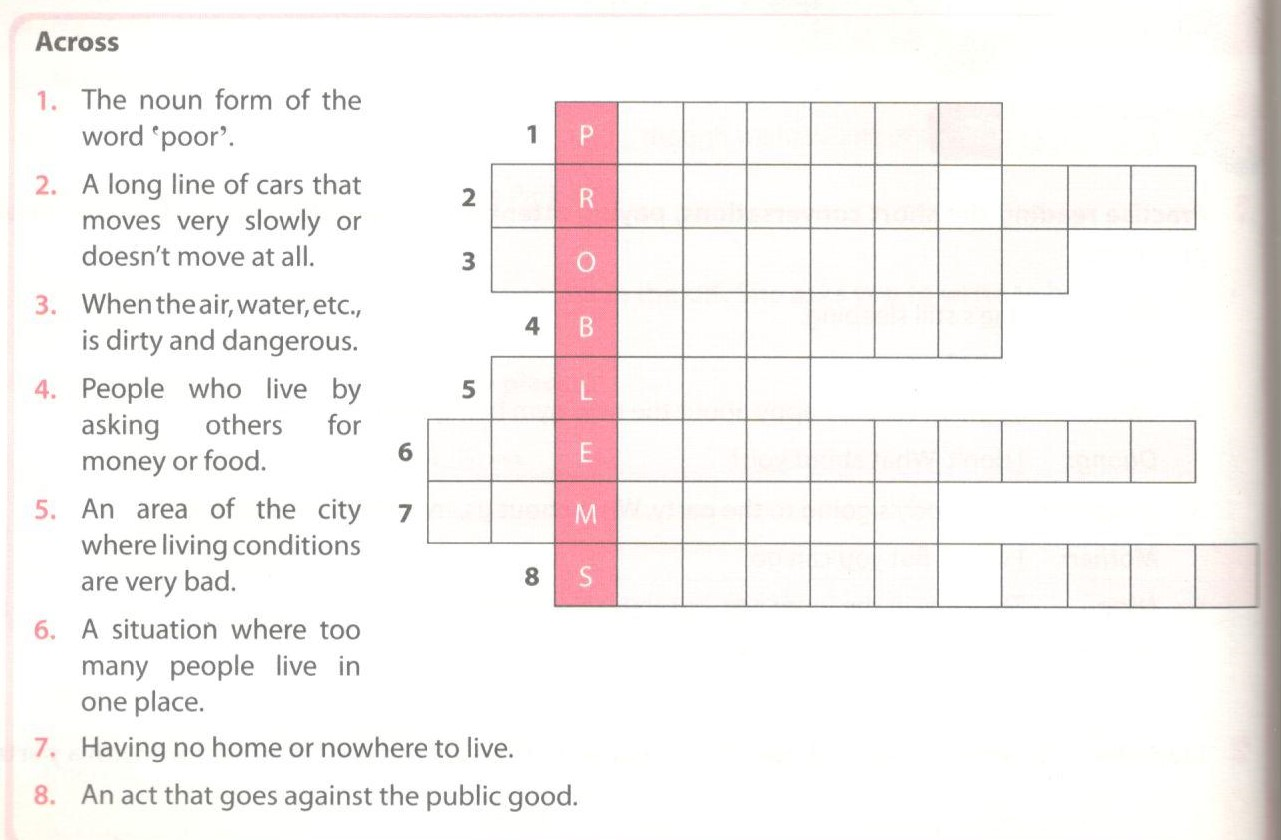 Across
1. The noun form of the
word ‘poor’.
2. A long line of cars that
moves very slowly or
doesn't move at all.
3. When the air, water, etc.,
is dirty and dangerous.
4. People who live by
asking others for
money or food.
5. An area of the city
where living conditions
are very bad.
6. A situation where too
many people live in
one place.
7. Having no home or nowhere to live.
8. An act that goes against the public good.
1 P
2 R
3 O
4 B
5 L
6 E
7 M
8 S